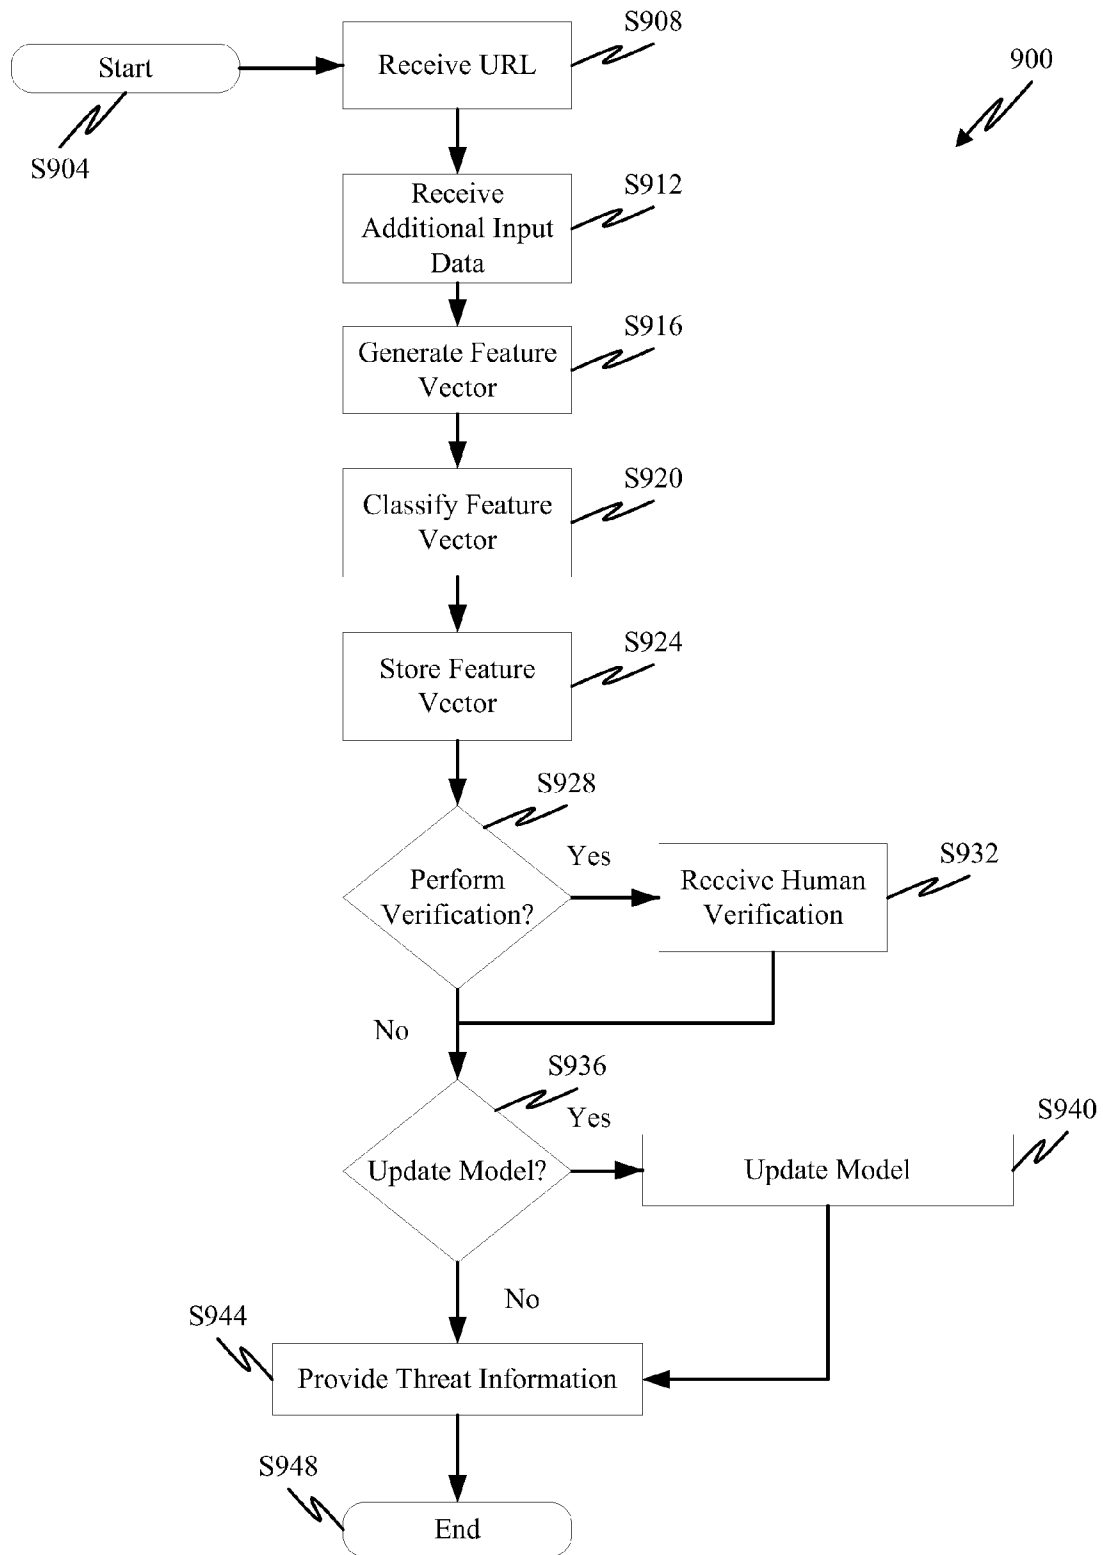 S908
Start
Receive URL
900
S904
S912
Receive
Additional Input
Data
S916
Generate Feature
Vector
S920
Classify Feature
Vector
S924
Store Feature
Vector
S928
Perform
Verification?
Yes
S932
Receive Human
Verification
No
S936
Yes
S940
Update Model?
Update Model
No
S944
Provide Threat Information
S948
End